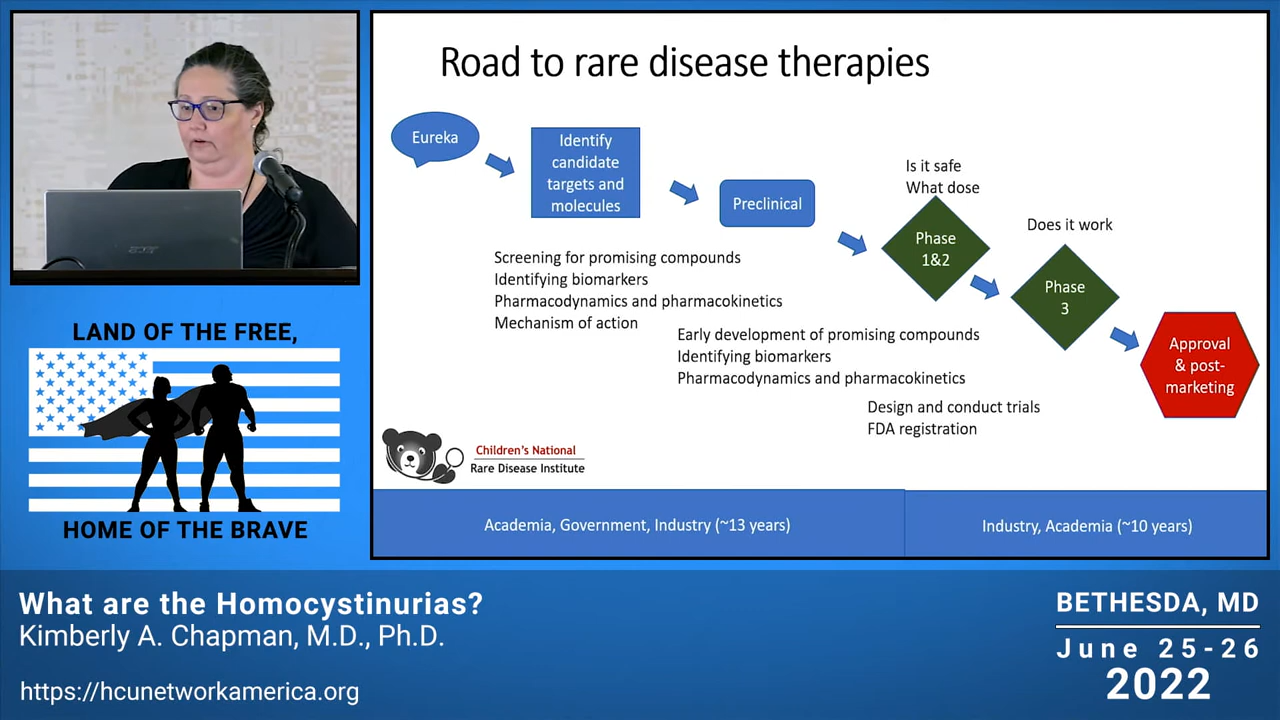 Road to rare disease therapies
Eureka
Identify
candidate
targets and
molecules
Preclinical
Is it safe
What dose
Phase
1&2
Does it work
Phase
3
Approval
& post-
marketing
Screening for promising compounds
Identifying biomarkers
Pharmacodynamics and pharmacokinetics
Mechanism of action
Early development of promising compounds
Identifying biomarkers
Pharmacodynamics and pharmacokinetics
Design and conduct trials
FDA registration
Children's National
Rare Disease Institute
Academia, Government, Industry (~13 years)
Industry, Academia (~10 years)
LAND OF THE FREE,
HOME OF THE BRAVE
What are the Homocystinurias?
Kimberly A. Chapman, M.D., Ph.D.
https://hcunetworkamerica.org
BETHESDA, MD
June 25-26
2022